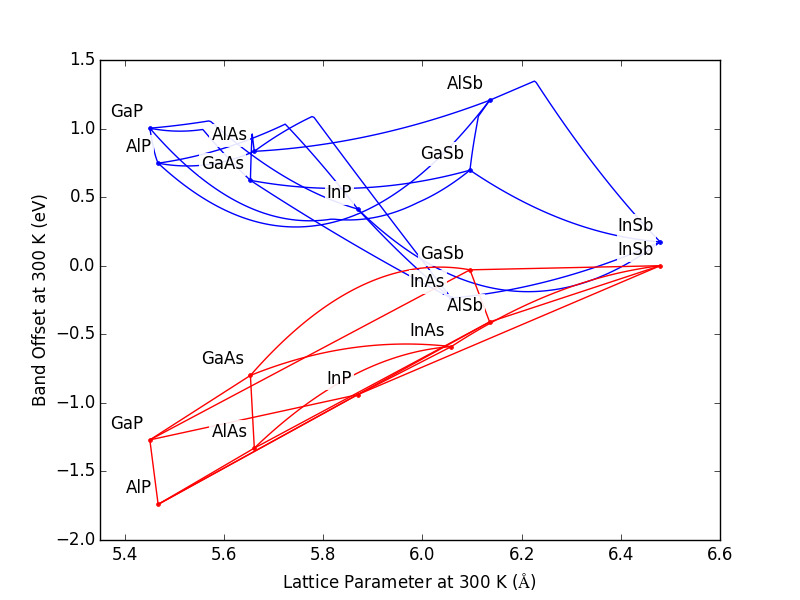 1.5
1.0
0.5
0.0
−0.5
−1.0
−1.5
−2.0
Band Offset at 300 K (eV)
AlSb
GaP
AlAs
AlP
GaSb
GaAs
InP
InSb
GaSb
InSb
InAs
AlSb
InAs
GaAs
InP
GaP
AlAs
AlP
5.4 5.6 5.8 6.0 6.2 6.4 6.6
Lattice Parameter at 300 K (Å)